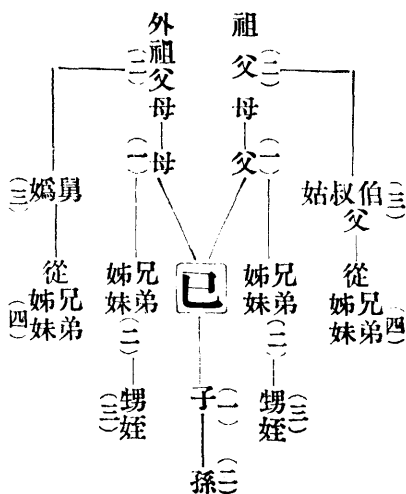 祖父母(二)
外祖父母(二)
父(一)
母(一)
伯叔父姑(三)
舅媯(三)
從兄弟姊妹(四)
兄弟姊妹(二)
巳
兄弟姊妹(二)
從兄弟姊妹(四)
甥姪(三)
子(一)
甥姪(三)
孫(二)